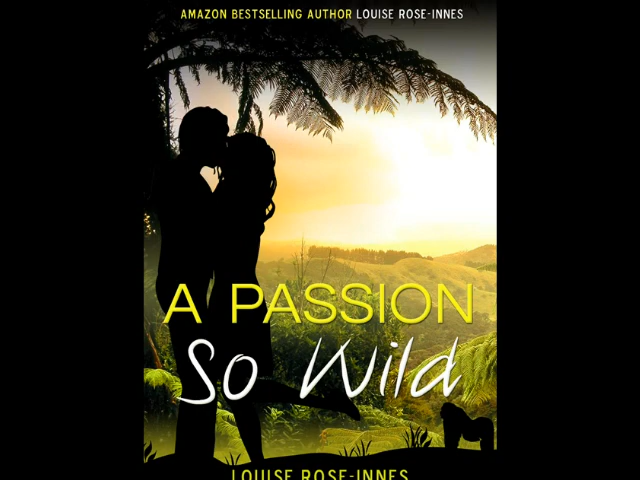 AMAZON BESTSELLING AUTHOR LOUISE ROSE-INNES
A PASSION
So Wild
LOUISE ROSE-INNES